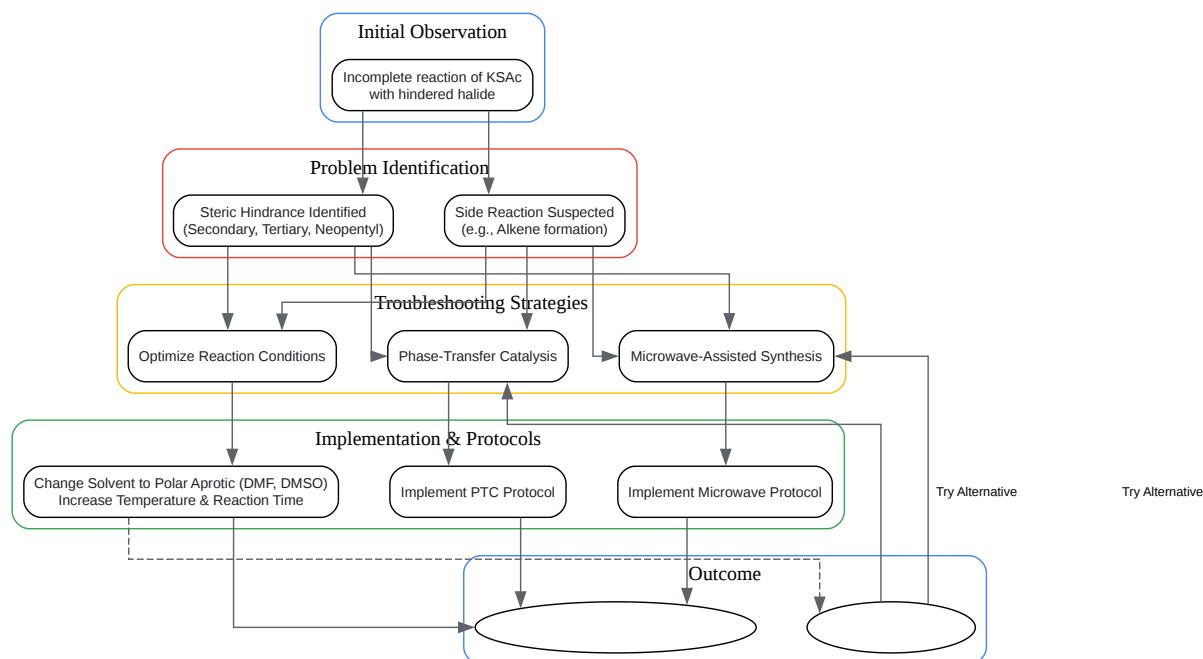 Initial Observation
Incomplete reaction of KSAc
with hindered halide
Problem Identification
Steric Hindrance Identified
(Secondary, Tertiary, Neopentyl)
Side Reaction Suspected
(e.g., Alkene formation)
Troubleshooting Strategies
Optimize Reaction Conditions
Phase-Transfer Catalysis
Microwave-Assisted Synthesis
Implementation & Protocols
Change Solvent to Polar Aprotic (DMF, DMSO)
Increase Temperature & Reaction Time
Implement PTC Protocol
Implement Microwave Protocol
Try Alternative
Try Alternative
Outcome